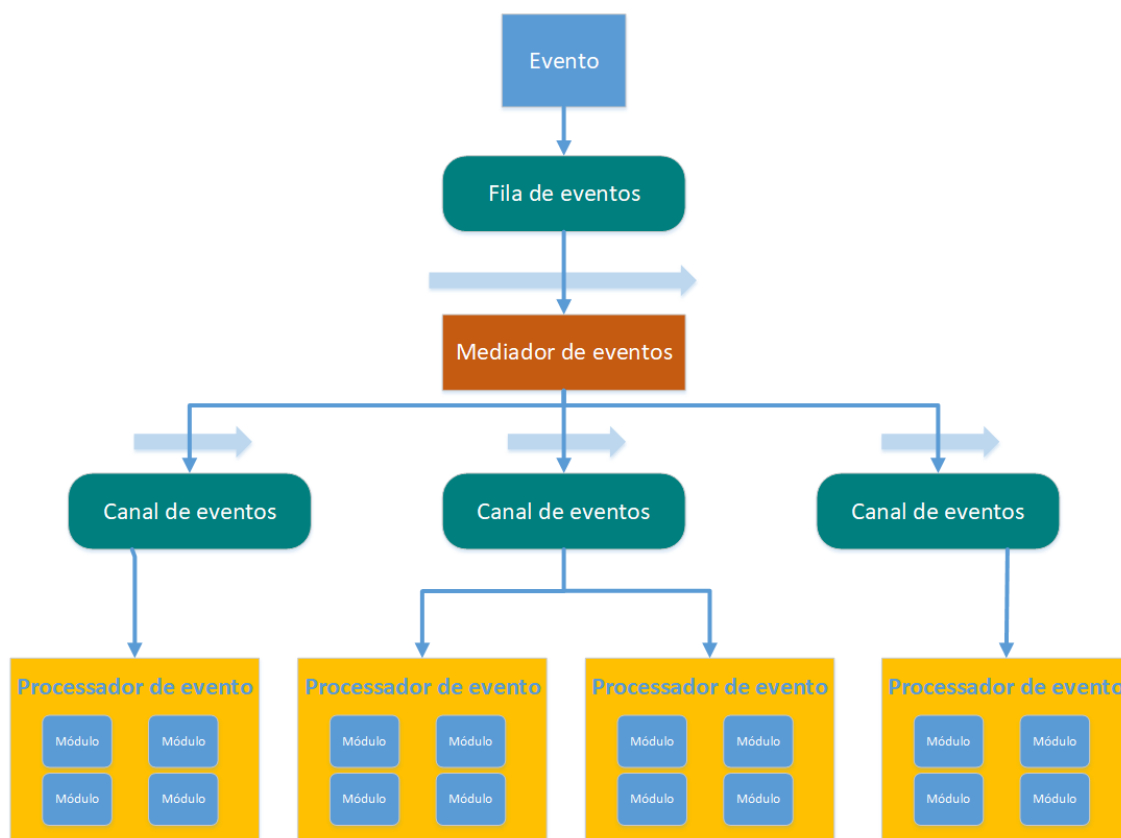 Evento
Fila de eventos
Mediador de eventos
Canal de eventos
Canal de eventos
Canal de eventos
Processador de evento
Módulo
Módulo
Módulo
Módulo
Processador de evento
Módulo
Módulo
Módulo
Módulo
Processador de evento
Módulo
Módulo
Módulo
Módulo
Processador de evento
Módulo
Módulo
Módulo
Módulo